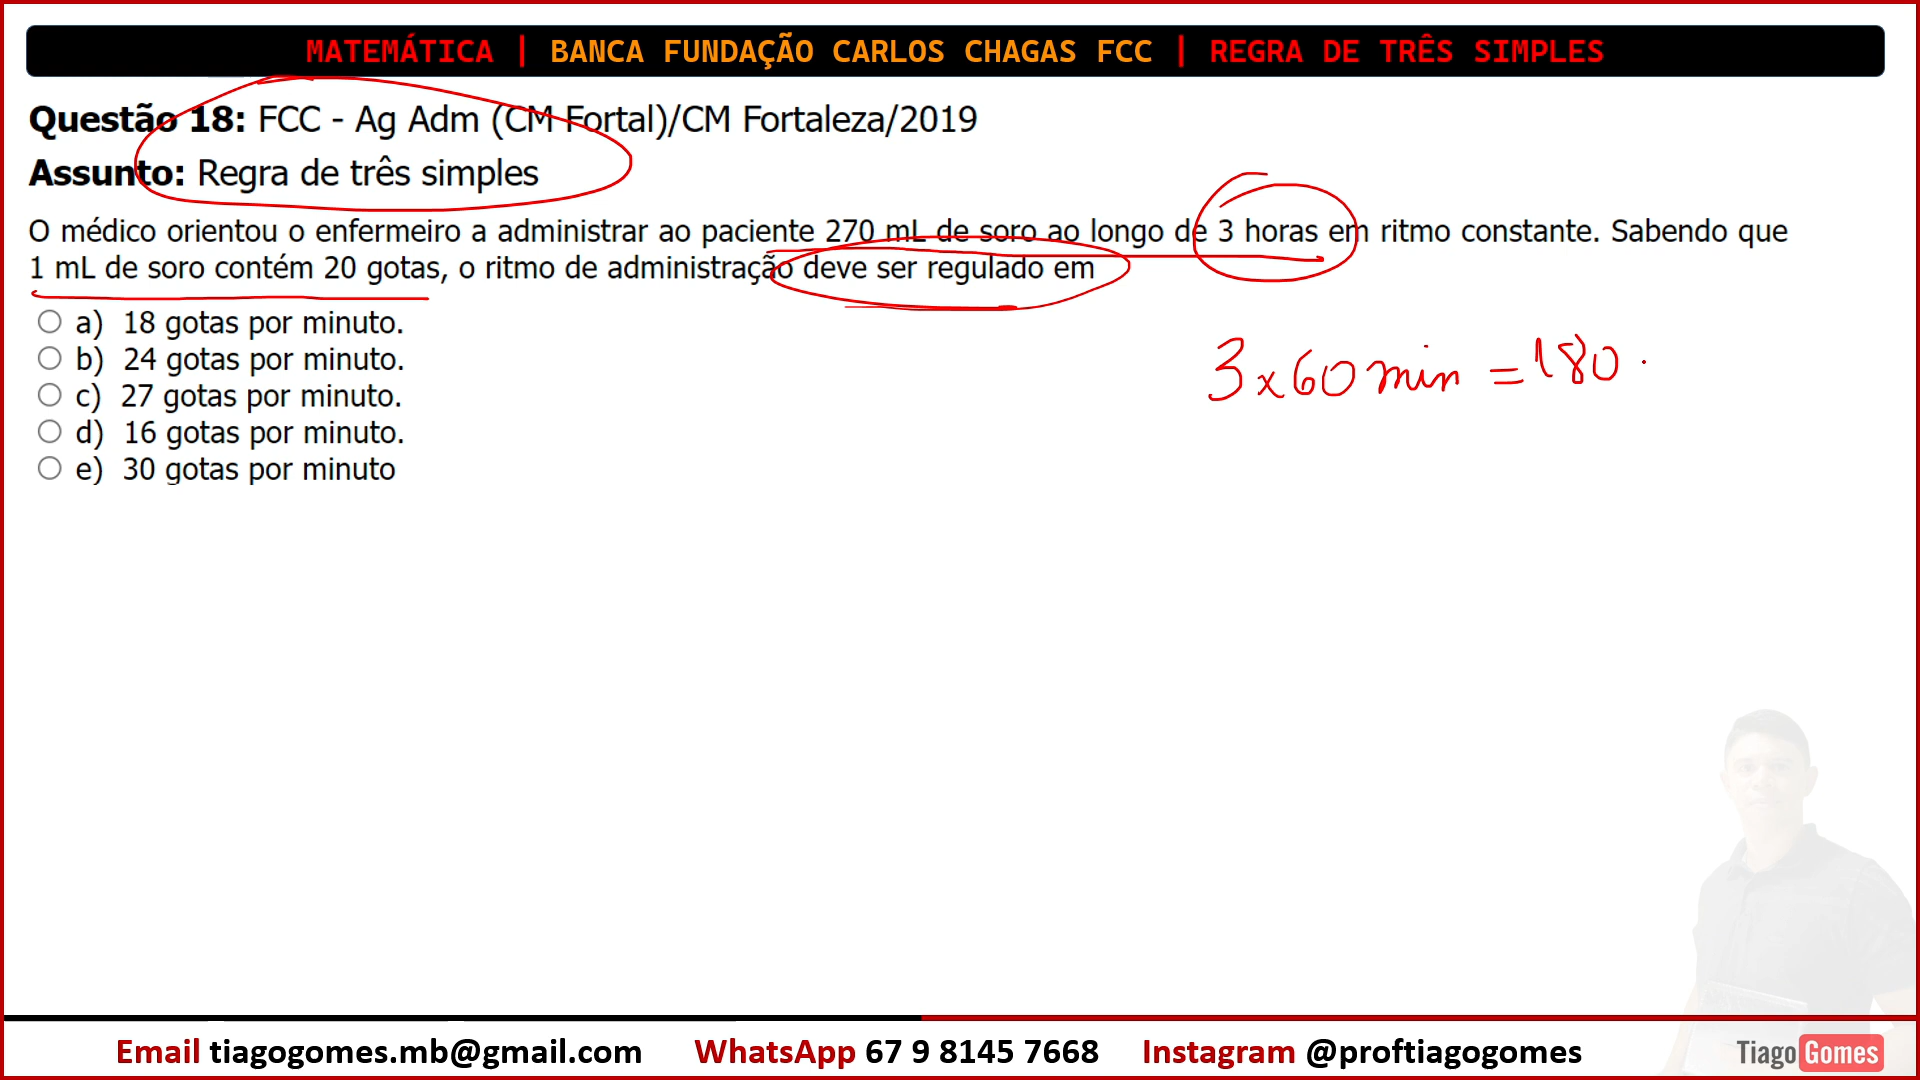 MATEMÁTICA | BANCA FUNDAÇÃO CARLOS CHAGAS FCC | REGRA DE TRÊS SIMPLES
Questão 18: FCC - Ag Adm (CM Fortal)/CM Fortaleza/2019
Assunto: Regra de três simples
O médico orientou o enfermeiro a administrar ao paciente 270 mL de soro ao longo de 3 horas em ritmo constante. Sabendo que
1 mL de soro contém 20 gotas, o ritmo de administração deve ser regulado em
a) 18 gotas por minuto.
b) 24 gotas por minuto.
c) 27 gotas por minuto.
d) 16 gotas por minuto.
e) 30 gotas por minuto
3 x 60 min = 180
Email tiagogomes.mb@gmail.com WhatsApp 67 9 8145 7668 Instagram @proftiagogomes
Tiago Gomes